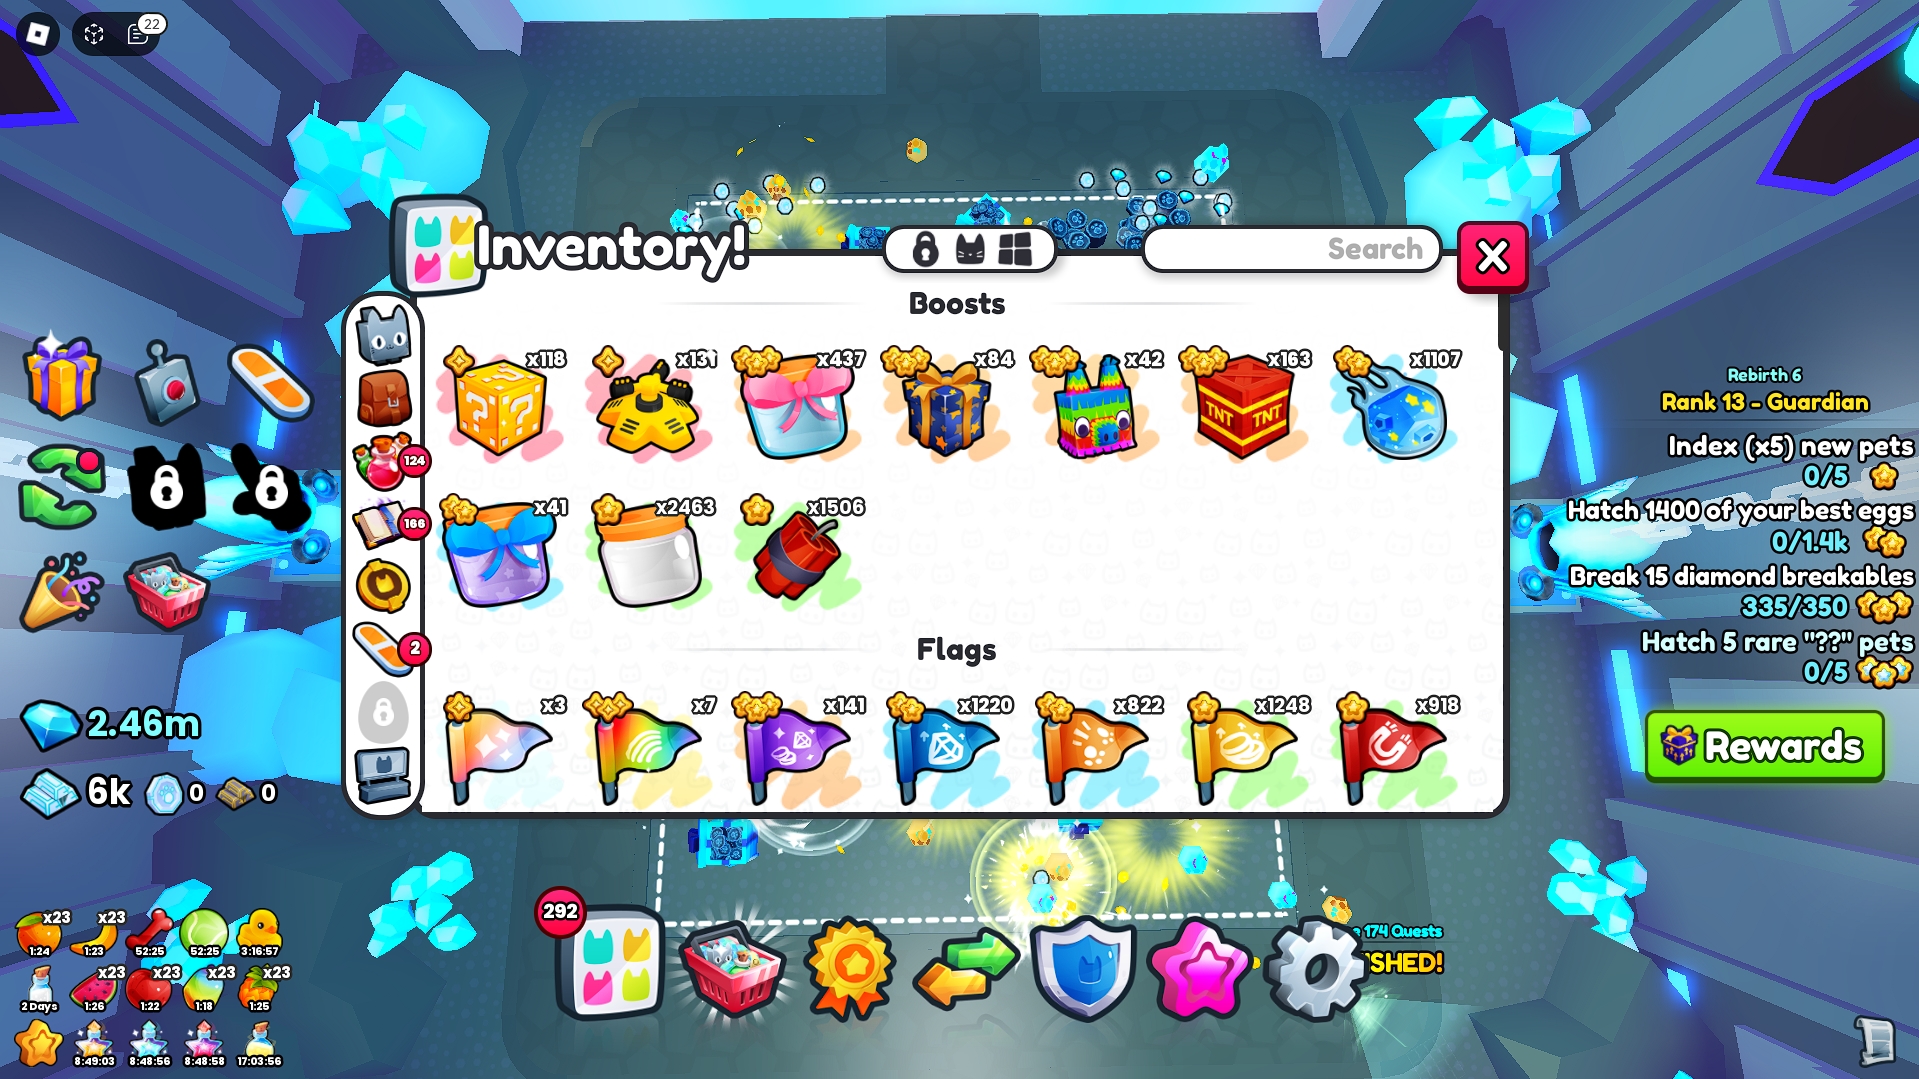 22
Inventory!
Search
Boosts
x118
x131
x437
x84
x42
x163
x1107
TNT TNT
x41
x2463
x1506
Flags
x3
x7
x141
x1220
x822
x1248
x918
124
166
2
2.46m
6k
0
0
Rebirth 6
Rank 13 - Guardian
Index (x5) new pets
0/5
Hatch 1400 of your best eggs
0/1.4k
Break 15 diamond breakables
335/350
Hatch 5 rare "??" pets
0/5
Rewards
292
174 Quests
SHED!
x23
1:24
x23
1:23
52:25
52:25
3:16:57
2 Days
x23
1:26
x23
1:22
x23
1:18
x23
1:25
8:49:03
8:48:56
8:48:58
17:03:56